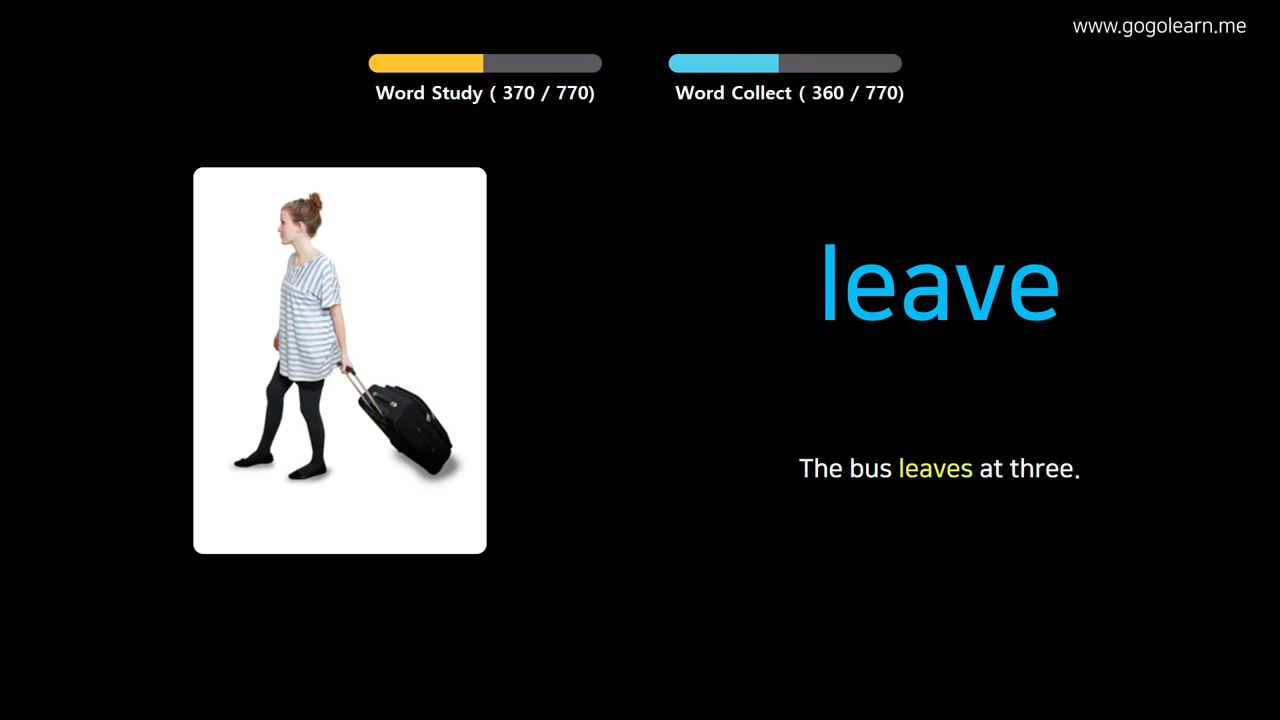 www.gogolearn.me
Word Study ( 370 / 770)
Word Collect ( 360 / 770)
leave
The bus leaves at three.